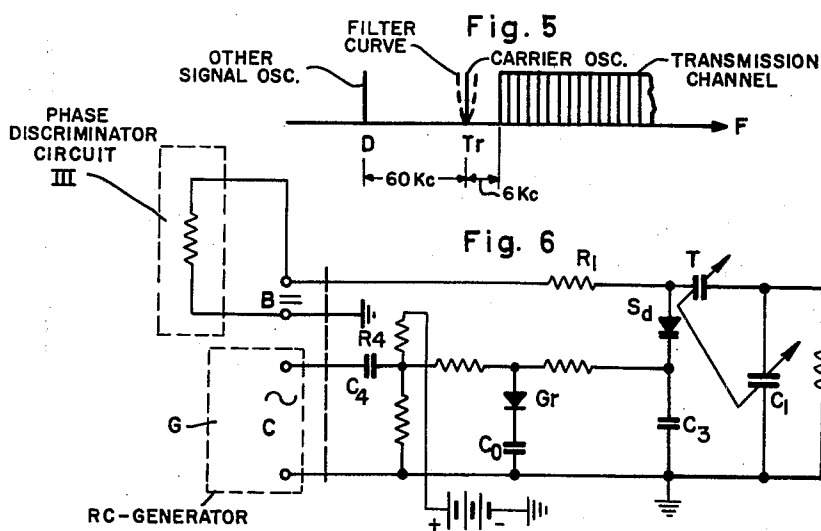 Fig. 5
FILTER
CURVE
CARRIER OSC.
OTHER
SIGNAL OSC.
TRANSMISSION
CHANNEL
D
Tr
F
60 Kc
6 Kc
PHASE
DISCRIMINATOR
CIRCUIT
III
Fig. 6
R1
T
B
Sd
R4
C4
Gr
C1
G
C
C0
C3
RC-GENERATOR
+
-